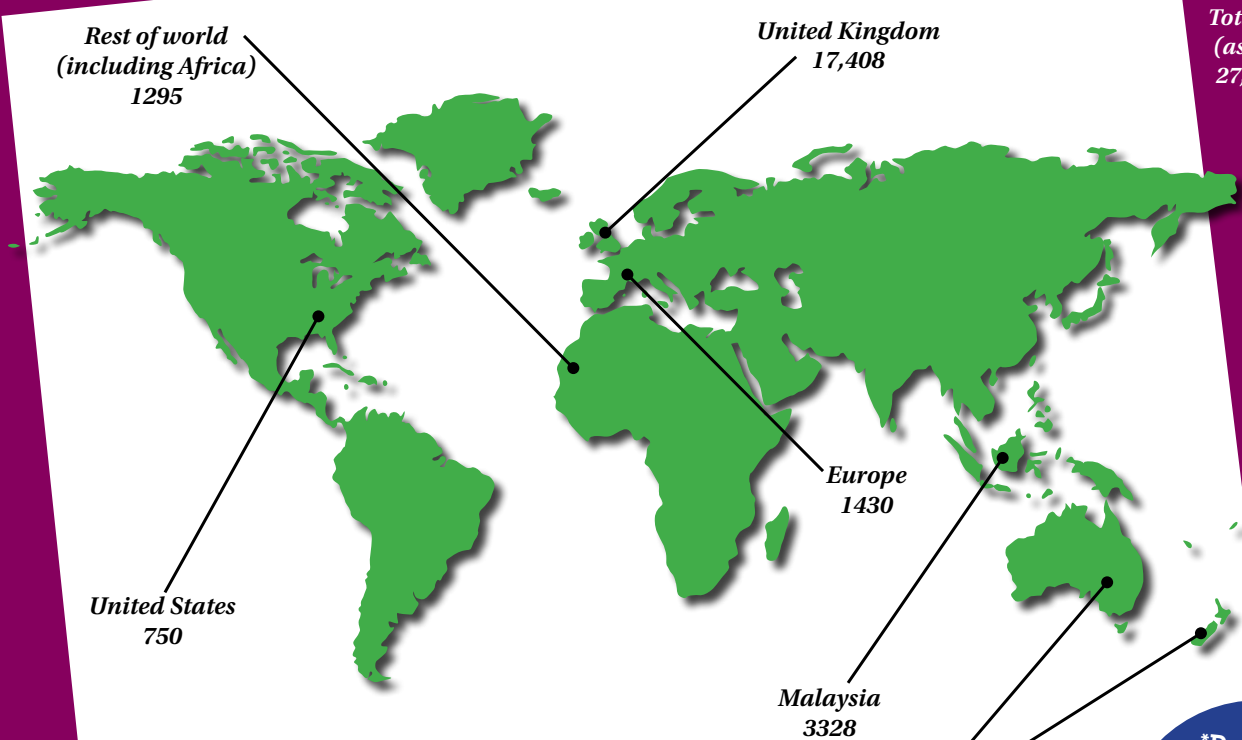 Rest of world
(including Africa)
1295
United Kingdom
17,408
Europe
1430
United States
750
Malaysia
3328